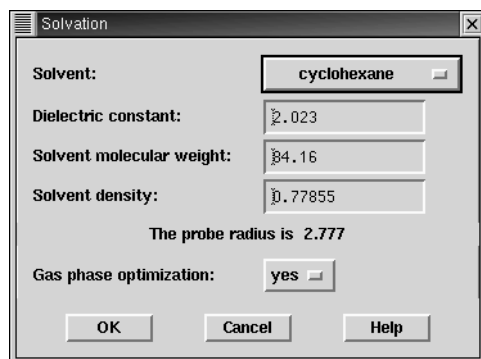 Solvation
Solvent: cyclohexane
Dielectric constant: 2.023
Solvent molecular weight: 84.16
Solvent density: 0.77855
The probe radius is 2.777
Gas phase optimization: yes
OK Cancel Help